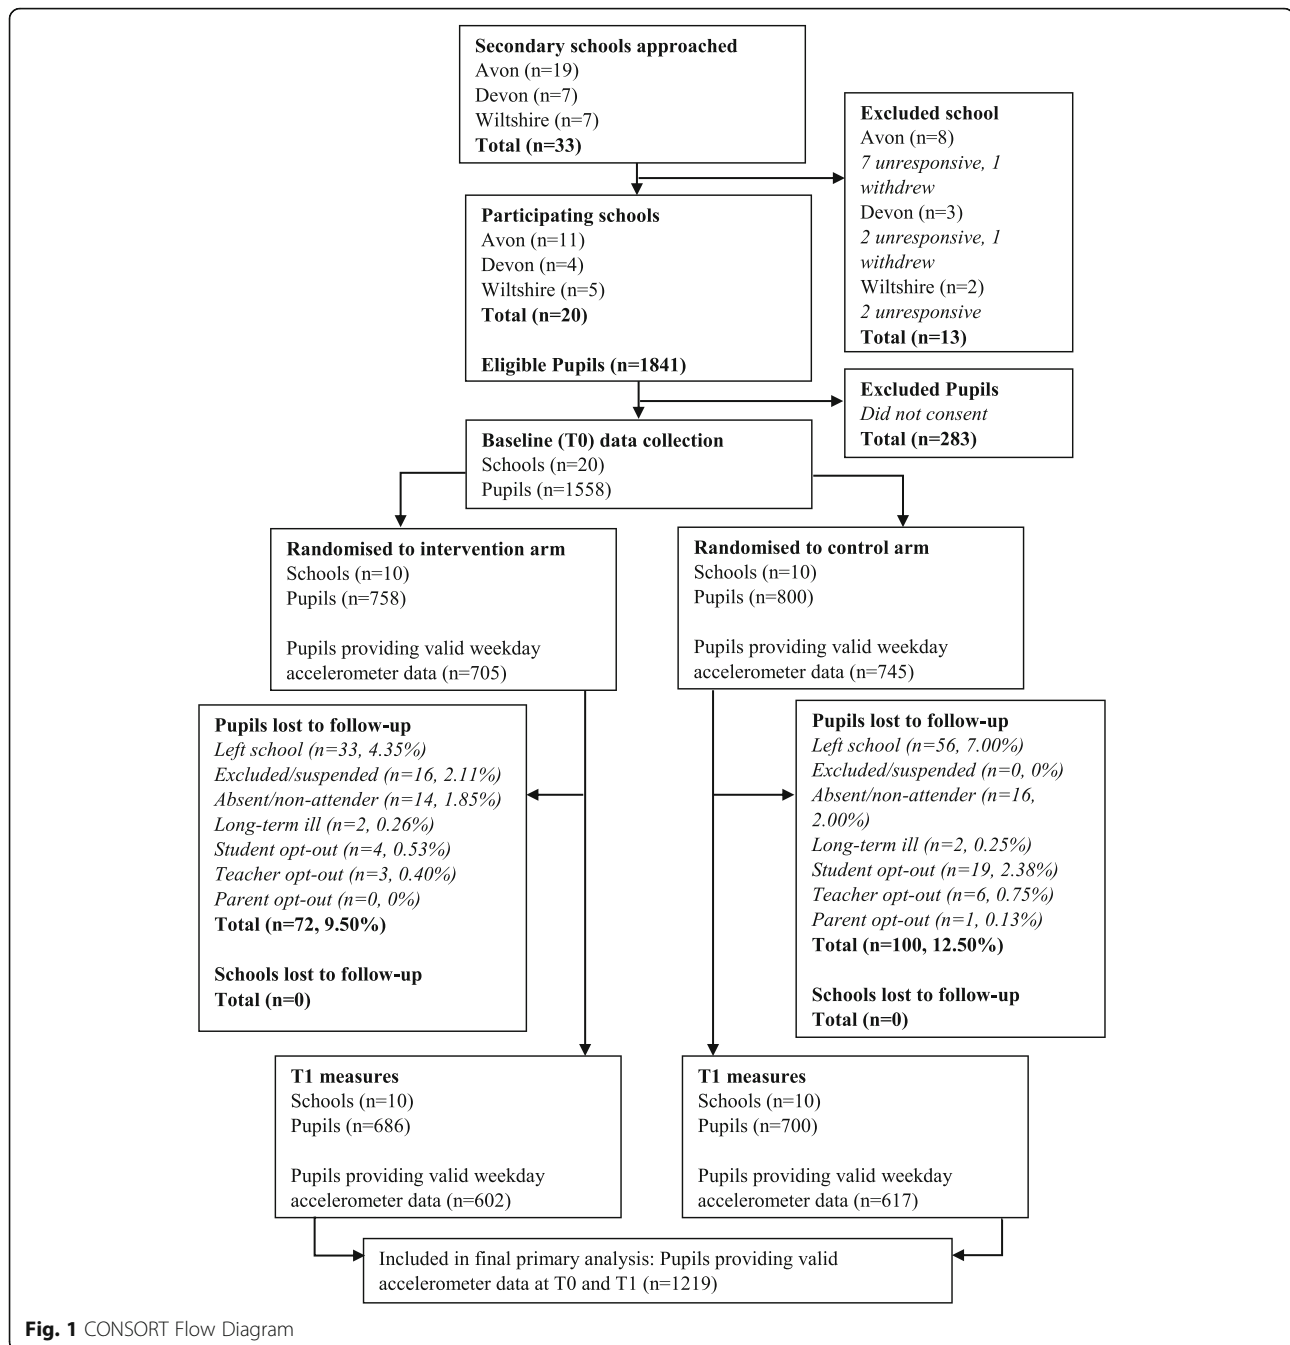 Secondary schools approached
Avon (n=19)
Devon (n=7)
Wiltshire (n=7)
Total (n=33)
Excluded school
Avon (n=8)
7 unresponsive, 1
withdrew
Devon (n=3)
2 unresponsive, 1
withdrew
Wiltshire (n=2)
2 unresponsive
Total (n=13)
Participating schools
Avon (n=11)
Devon (n=4)
Wiltshire (n=5)
Total (n=20)
Eligible Pupils (n=1841)
Excluded Pupils
Did not consent
Total (n=283)
Baseline (T0) data collection
Schools (n=20)
Pupils (n=1558)
Randomised to intervention arm
Schools (n=10)
Pupils (n=758)
Pupils providing valid weekday
accelerometer data (n=705)
Randomised to control arm
Schools (n=10)
Pupils (n=800)
Pupils providing valid weekday
accelerometer data (n=745)
Pupils lost to follow-up
Left school (n=33, 4.35%)
Excluded/suspended (n=16, 2.11%)
Absent/non-attender (n=14, 1.85%)
Long-term ill (n=2, 0.26%)
Student opt-out (n=4, 0.53%)
Teacher opt-out (n=3, 0.40%)
Parent opt-out (n=0, 0%)
Total (n=72, 9.50%)
Schools lost to follow-up
Total (n=0)
Pupils lost to follow-up
Left school (n=56, 7.00%)
Excluded/suspended (n=0, 0%)
Absent/non-attender (n=16,
2.00%)
Long-term ill (n=2, 0.25%)
Student opt-out (n=19, 2.38%)
Teacher opt-out (n=6, 0.75%)
Parent opt-out (n=1, 0.13%)
Total (n=100, 12.50%)
Schools lost to follow-up
Total (n=0)
T1 measures
Schools (n=10)
Pupils (n=686)
Pupils providing valid weekday
accelerometer data (n=602)
T1 measures
Schools (n=10)
Pupils (n=700)
Pupils providing valid weekday
accelerometer data (n=617)
Included in final primary analysis: Pupils providing valid
accelerometer data at T0 and T1 (n=1219)
Fig. 1 CONSORT Flow Diagram